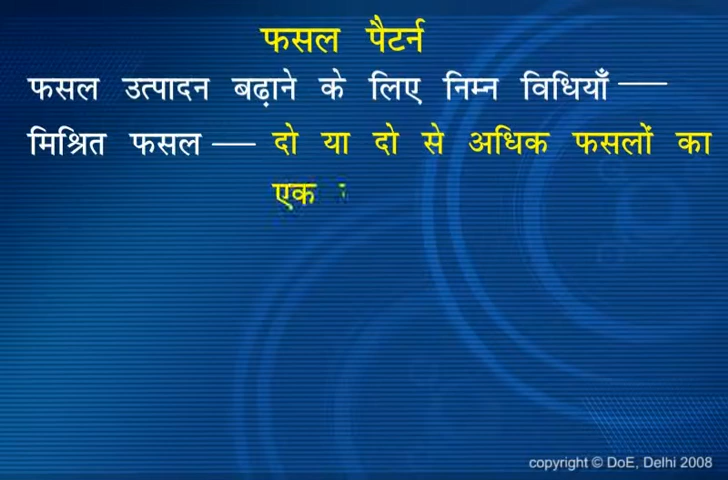 फसल पैटर्न
फसल उत्पादन बढ़ाने के लिए निम्न विधियाँ —
मिश्रित फसल — दो या दो से अधिक फसलों का
एक
copyright © DoE, Delhi 2008